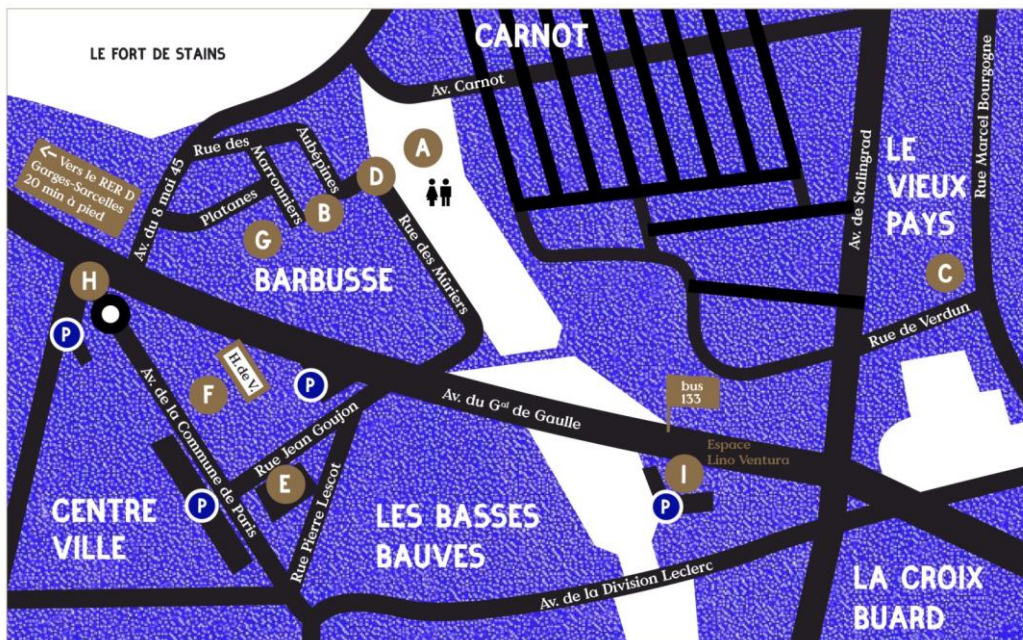 LE FORT DE STAINS
CARNOT
Av. Carnot
Rue Marcel Bourgogne
← Vers le RER D
Garges-Sarcelles
20 min à pied
Av. du 8 mai 45
Rue des
Marronniers
Aubépines
Platanes
A
D
B
G
BARBUSSE
Rue des Mûriers
Av. de Stalingrad
LE
VIEUX
PAYS
C
Rue de Verdun
H
P
F
H. de V.
P
Av. du Gal de Gaulle
bus
133
Espace
Lino Ventura
I
P
Av. de la Commune de Paris
Rue Jean Goujon
E
P
Rue Pierre Lescot
CENTRE
VILLE
LES BASSES
BAUVES
Av. de la Division Leclerc
LA CROIX
BUARD